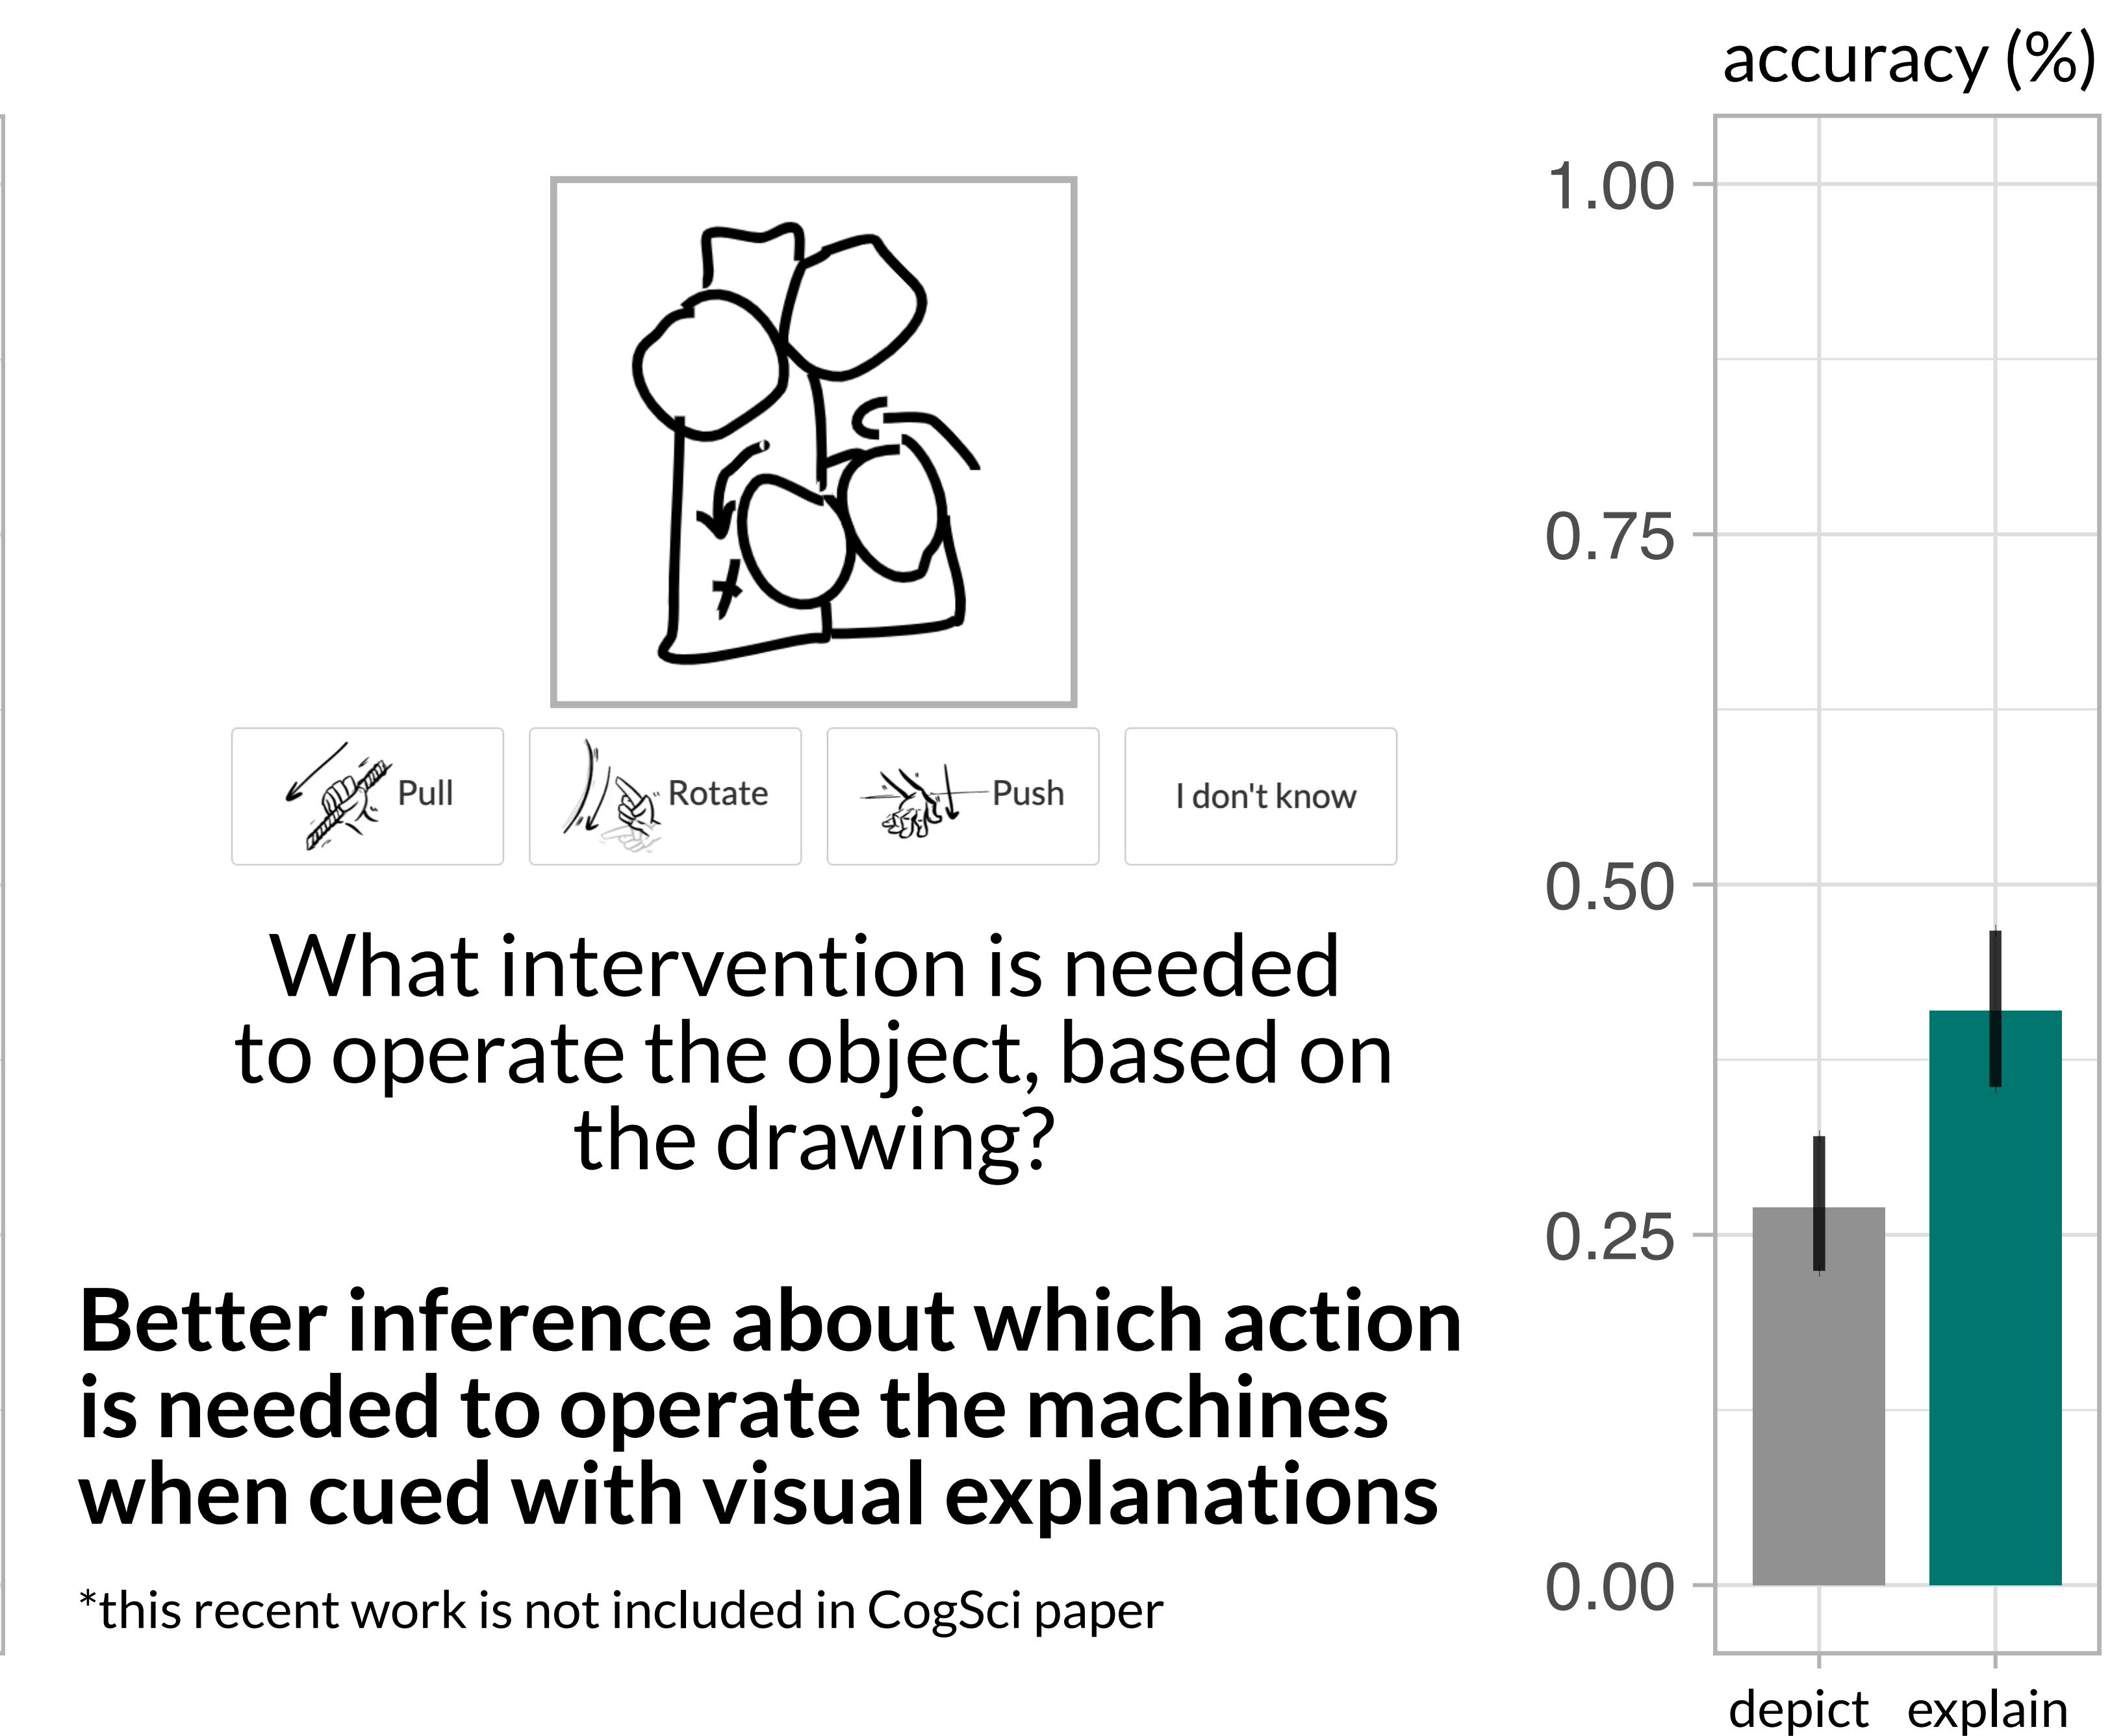 accuracy (%)
1.00
0.75
0.50
0.25
0.00
depict explain
Pull
Rotate
Push
I don't know
What intervention is needed
to operate the object, based on
the drawing?
Better inference about which action
is needed to operate the machines
when cued with visual explanations
*this recent work is not included in CogSci paper